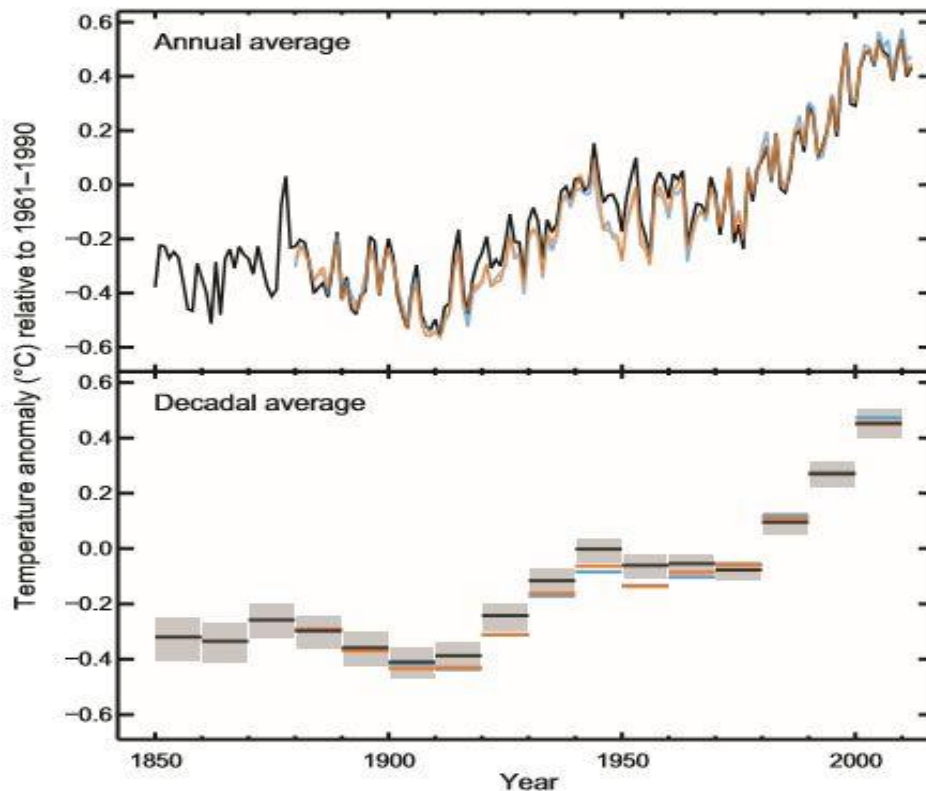 Temperature anomaly (°C) relative to 1961–1990
Annual average
0.6
0.4
0.2
0.0
−0.2
−0.4
−0.6
Decadal average
0.6
0.4
0.2
0.0
−0.2
−0.4
−0.6
1850 1900 1950 2000
Year